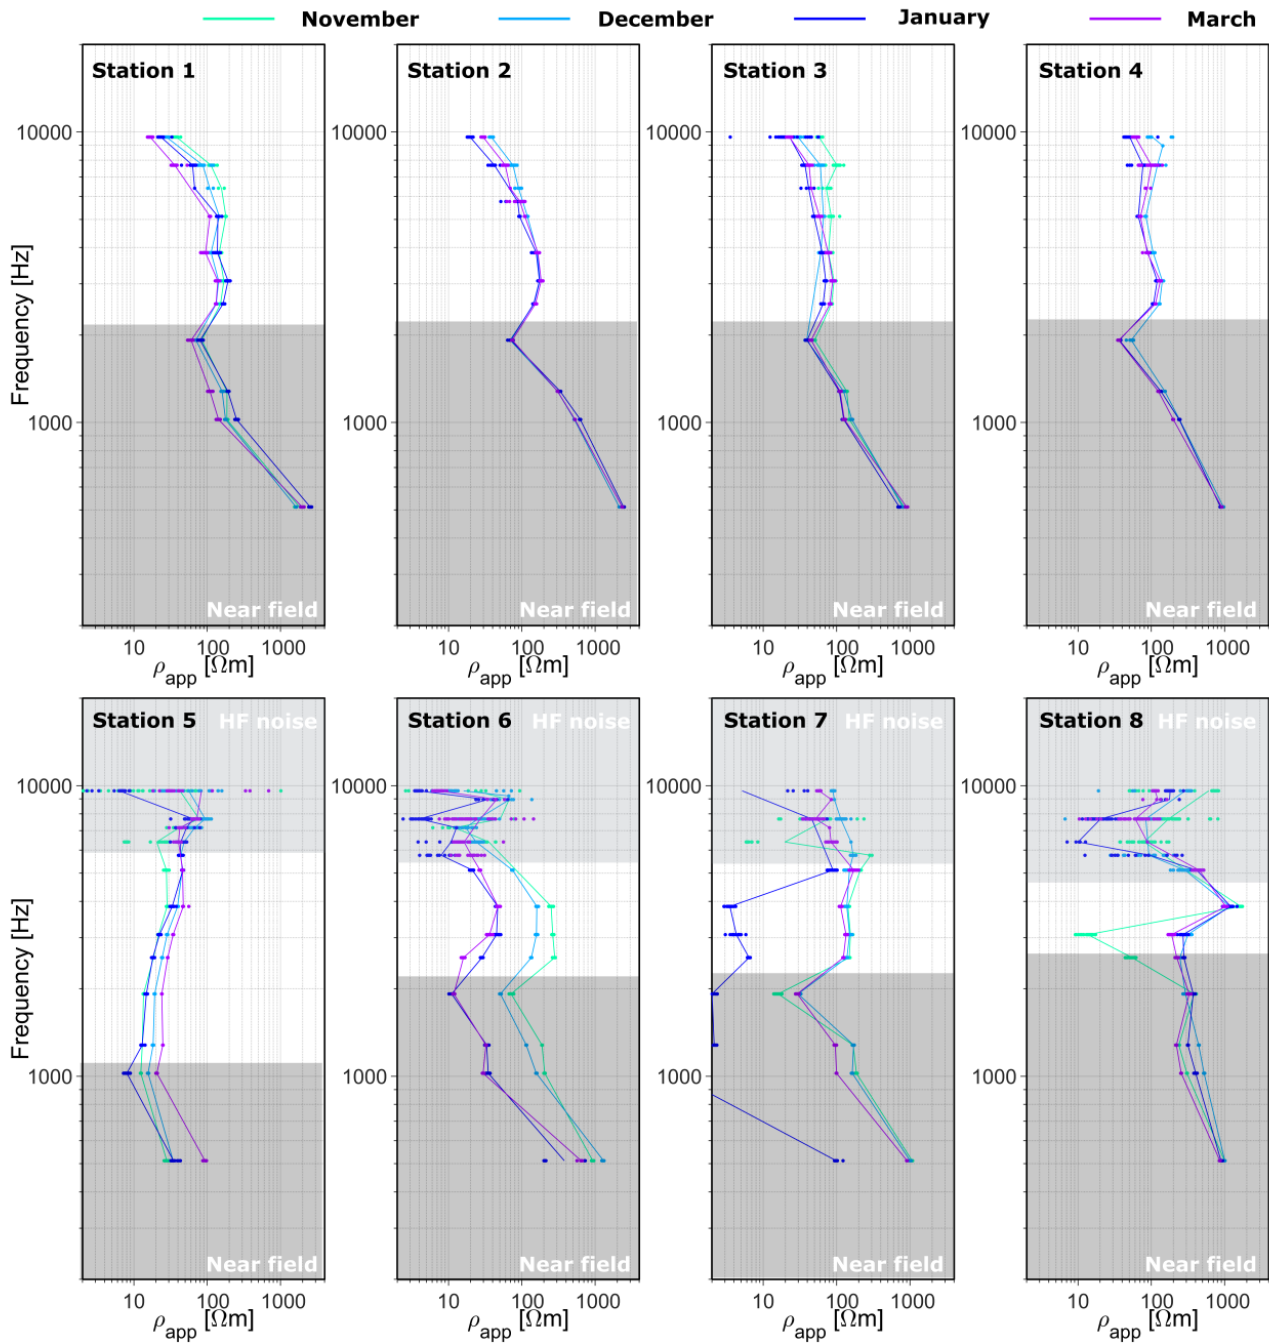 November December January March
Station 1 Station 2 Station 3 Station 4
10000 10000 10000 10000
Frequency [Hz]
1000 1000 1000 1000
Near field Near field Near field Near field
10 100 1000 10 100 1000 10 100 1000 10 100 1000
ρapp [Ωm] ρapp [Ωm] ρapp [Ωm] ρapp [Ωm]
Station 5 HF noise Station 6 HF noise Station 7 HF noise Station 8 HF noise
10000 10000 10000 10000
Frequency [Hz]
1000 1000 1000 1000
Near field Near field Near field Near field
10 100 1000 10 100 1000 10 100 1000 10 100 1000
ρapp [Ωm] ρapp [Ωm] ρapp [Ωm] ρapp [Ωm]